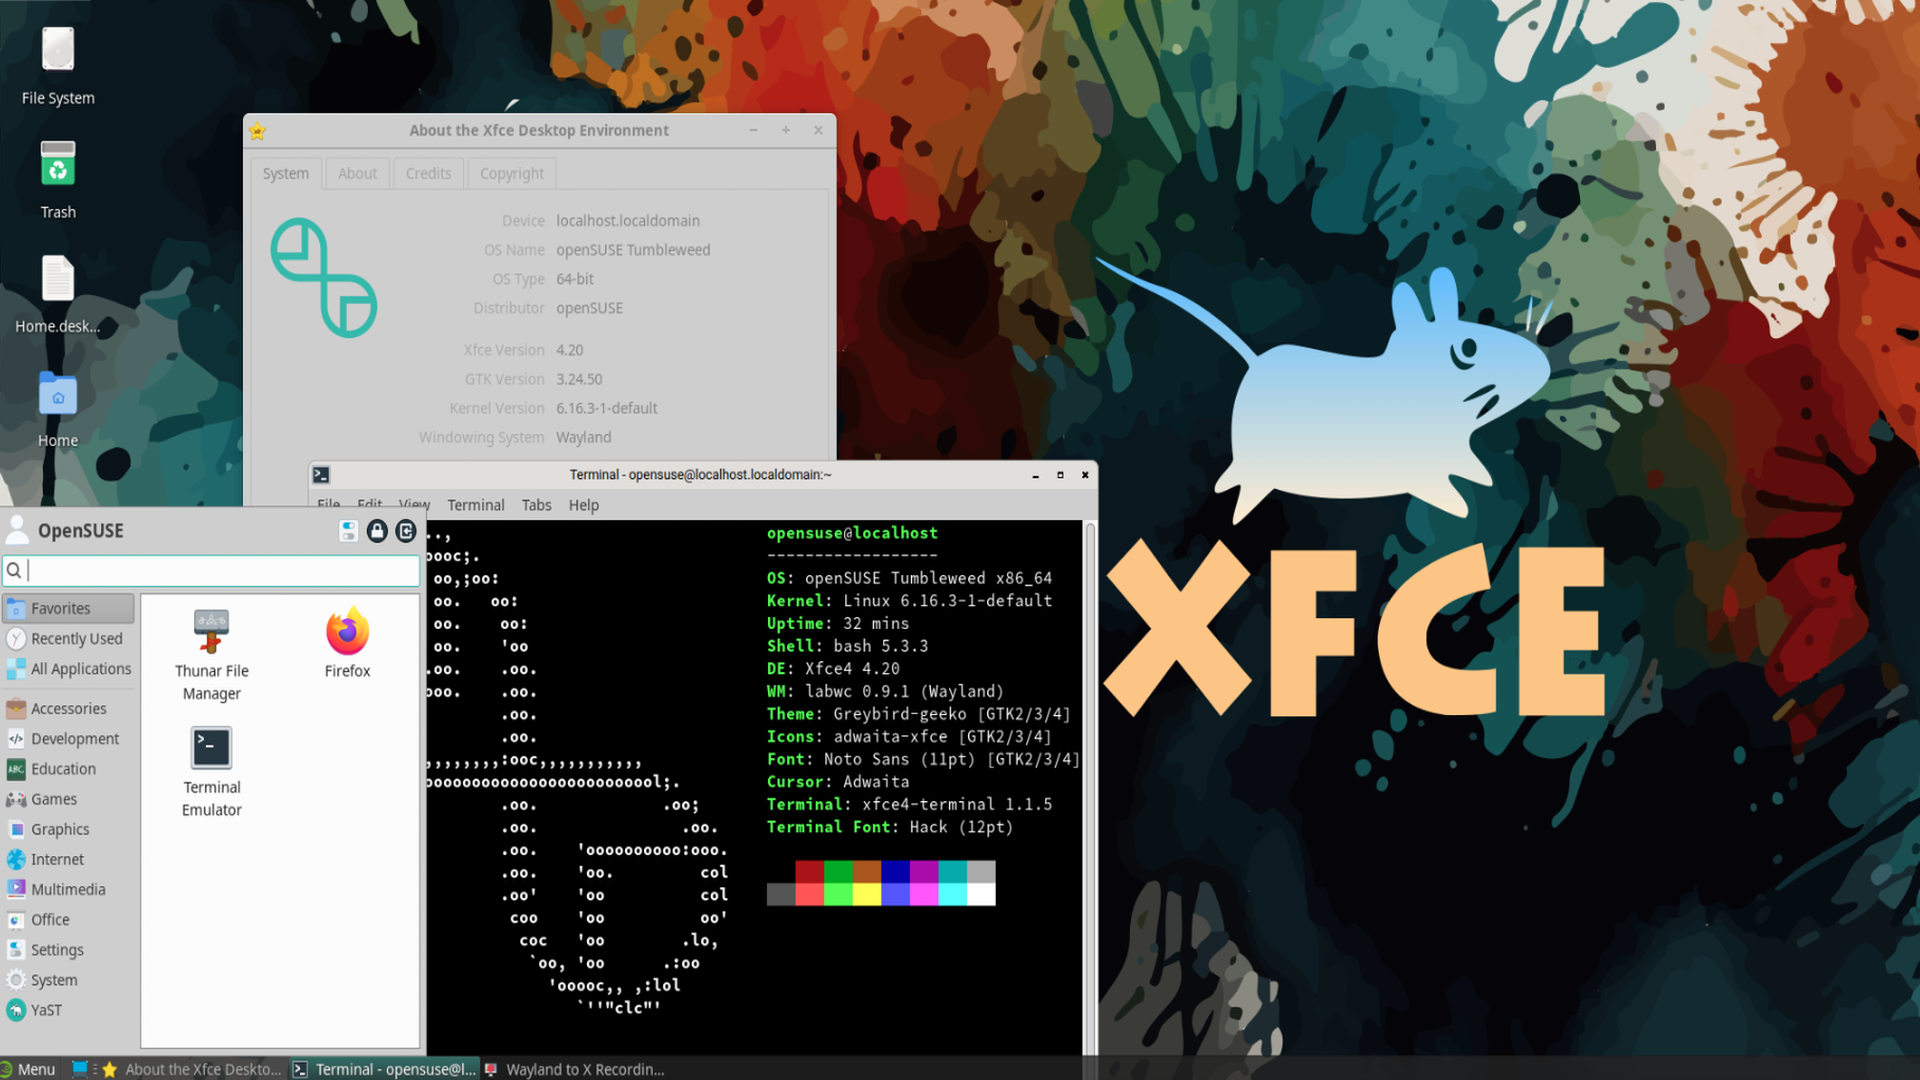 File System
Trash
Home.desk...
Home
About the Xfce Desktop Environment
System About Credits Copyright
Device localhost.localdomain
OS Name openSUSE Tumbleweed
OS Type 64-bit
Distributor openSUSE
Xfce Version 4.20
GTK Version 3.24.50
Kernel Version 6.16.3-1-default
Windowing System Wayland
Terminal - opensuse@localhost.localdomain:~
File Edit View Terminal Tabs Help
opensuse@localhost
------------------
OS: openSUSE Tumbleweed x86_64
Kernel: Linux 6.16.3-1-default
Uptime: 32 mins
Shell: bash 5.3.3
DE: Xfce4 4.20
WM: labwc 0.9.1 (Wayland)
Theme: Greybird-geeko [GTK2/3/4]
Icons: adwaita-xfce [GTK2/3/4]
Font: Noto Sans (11pt) [GTK2/3/4]
Cursor: Adwaita
Terminal: xfce4-terminal 1.1.5
Terminal Font: Hack (12pt)
OpenSUSE
Favorites
Recently Used
All Applications
Accessories
Development
Education
Games
Graphics
Internet
Multimedia
Office
Settings
System
YaST
Thunar File
Manager
Firefox
Terminal
Emulator
XFCE
Menu About the Xfce Deskto... Terminal - opensuse@l... Wayland to X Recordin...